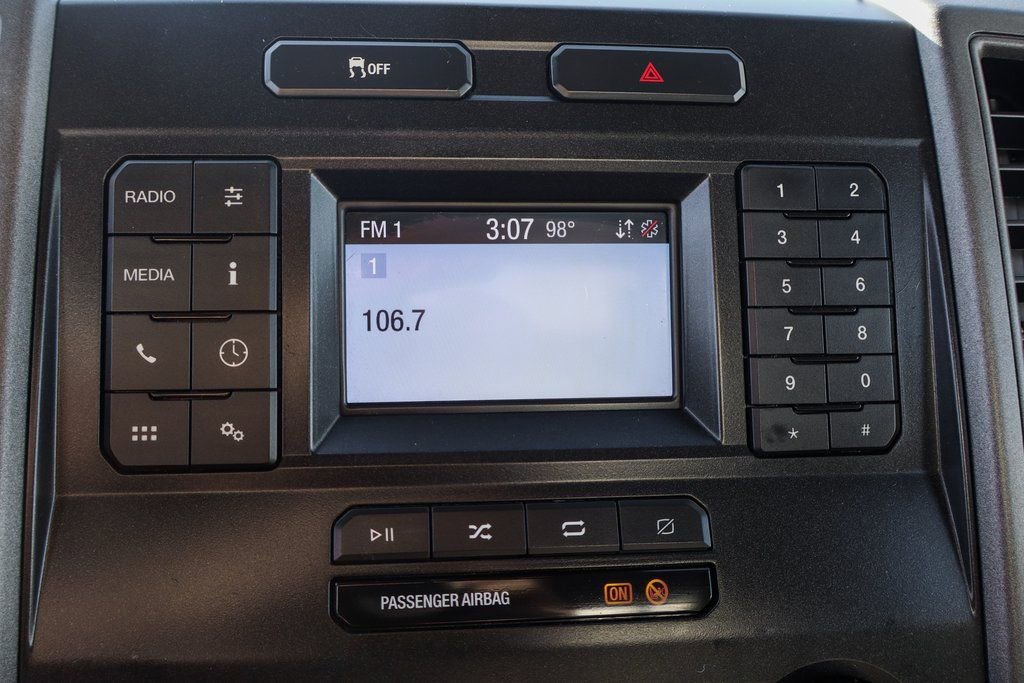 OFF
RADIO
MEDIA
i
FM 1 3:07 98°
1
106.7
1 2
3 4
5 6
7 8
9 0
* #
PASSENGER AIRBAG ON